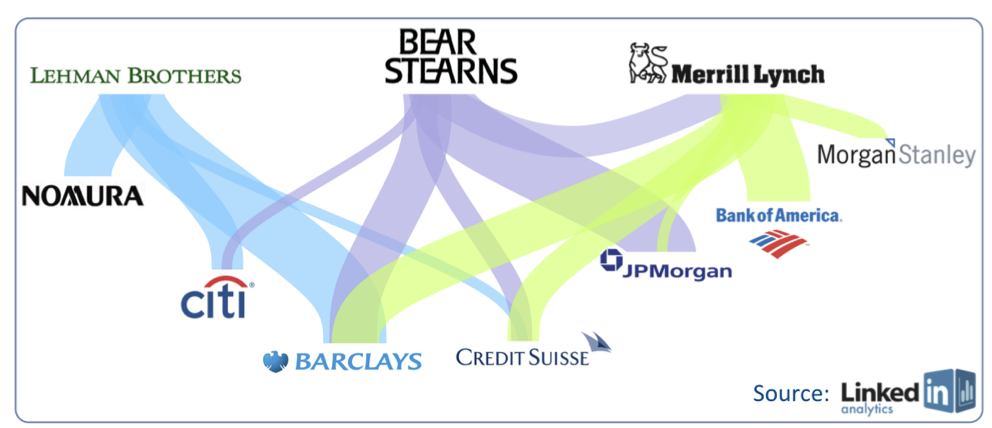 LEHMAN BROTHERS
BEAR
STEARNS
Merrill Lynch
Morgan Stanley
NOMURA
Bank of America.
JPMorgan
citi®
BARCLAYS
CREDIT SUISSE
Source: Linked in
analytics